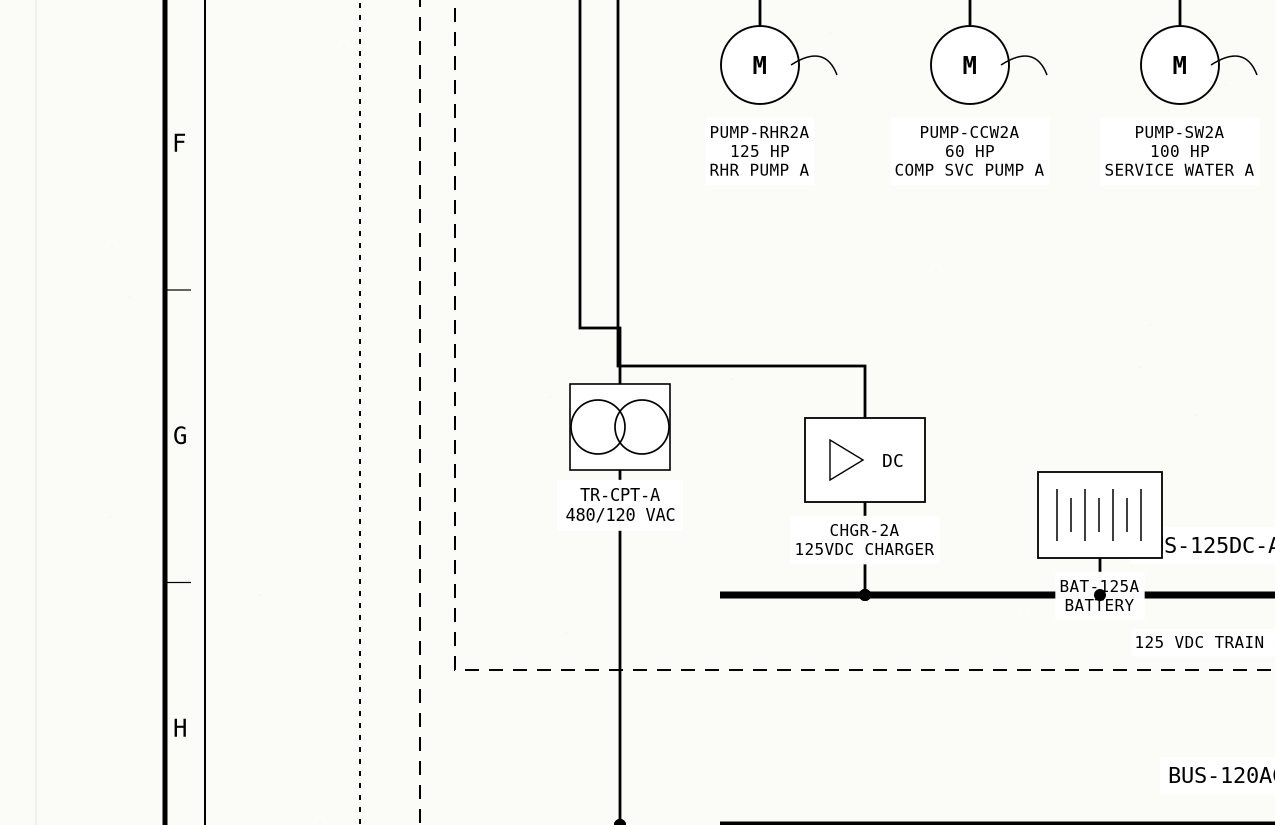 M
M
M
PUMP-RHR2A
125 HP
RHR PUMP A
PUMP-CCW2A
60 HP
COMP SVC PUMP A
PUMP-SW2A
100 HP
SERVICE WATER A
F
G
DC
TR-CPT-A
480/120 VAC
CHGR-2A
125VDC CHARGER
S-125DC-A
BAT-125A
BATTERY
125 VDC TRAIN
H
BUS-120A